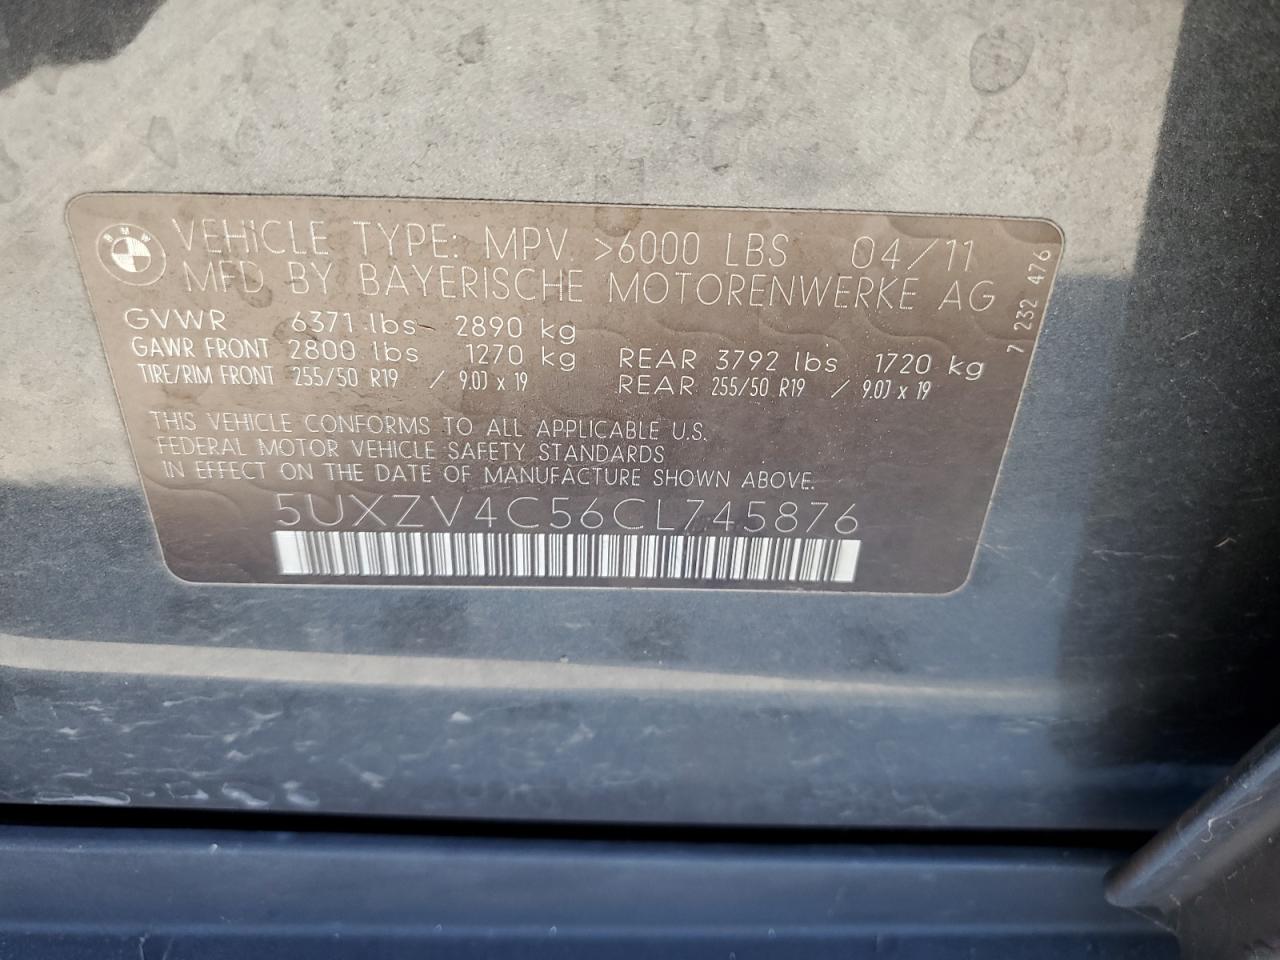 BMW
VEHICLE TYPE: MPV. >6000 LBS 04/11
MFD BY BAYERISCHE MOTORENWERKE AG
GVWR 6371 lbs 2890 kg
GAWR FRONT 2800 lbs 1270 kg REAR 3792 lbs 1720 kg
TIRE/RIM FRONT 255/50 R19 / 9.0J x 19 REAR 255/50 R19 / 9.0J x 19
7 232 476
THIS VEHICLE CONFORMS TO ALL APPLICABLE U.S.
FEDERAL MOTOR VEHICLE SAFETY STANDARDS
IN EFFECT ON THE DATE OF MANUFACTURE SHOWN ABOVE.
5UXZV4C56CL745876